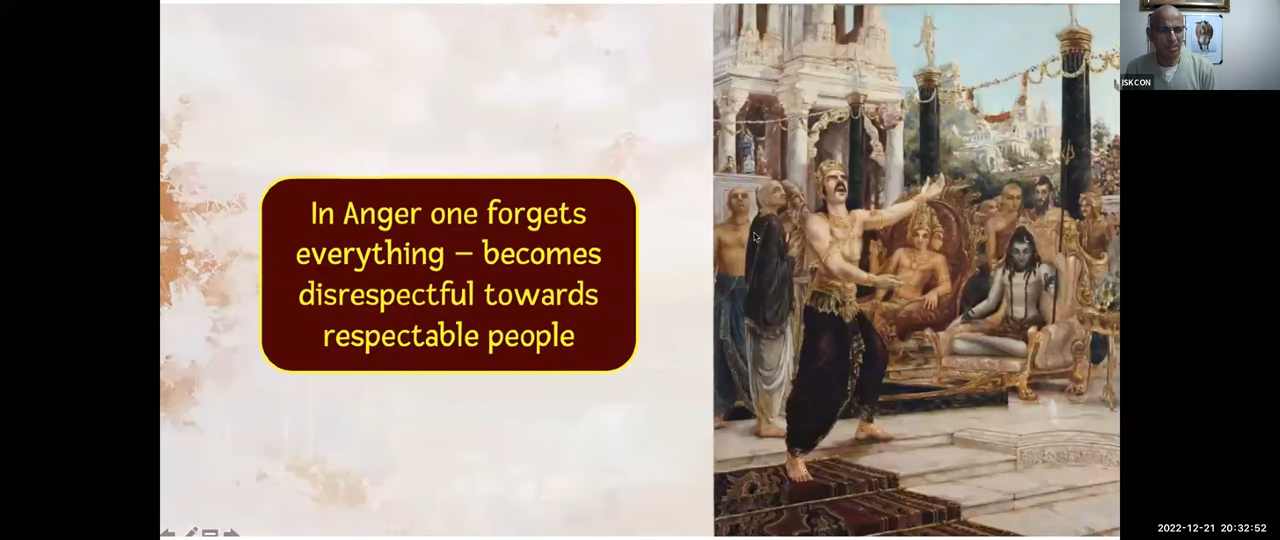 In Anger one forgets
everything – becomes
disrespectful towards
respectable people
ISKCON
2022-12-21 20:32:52